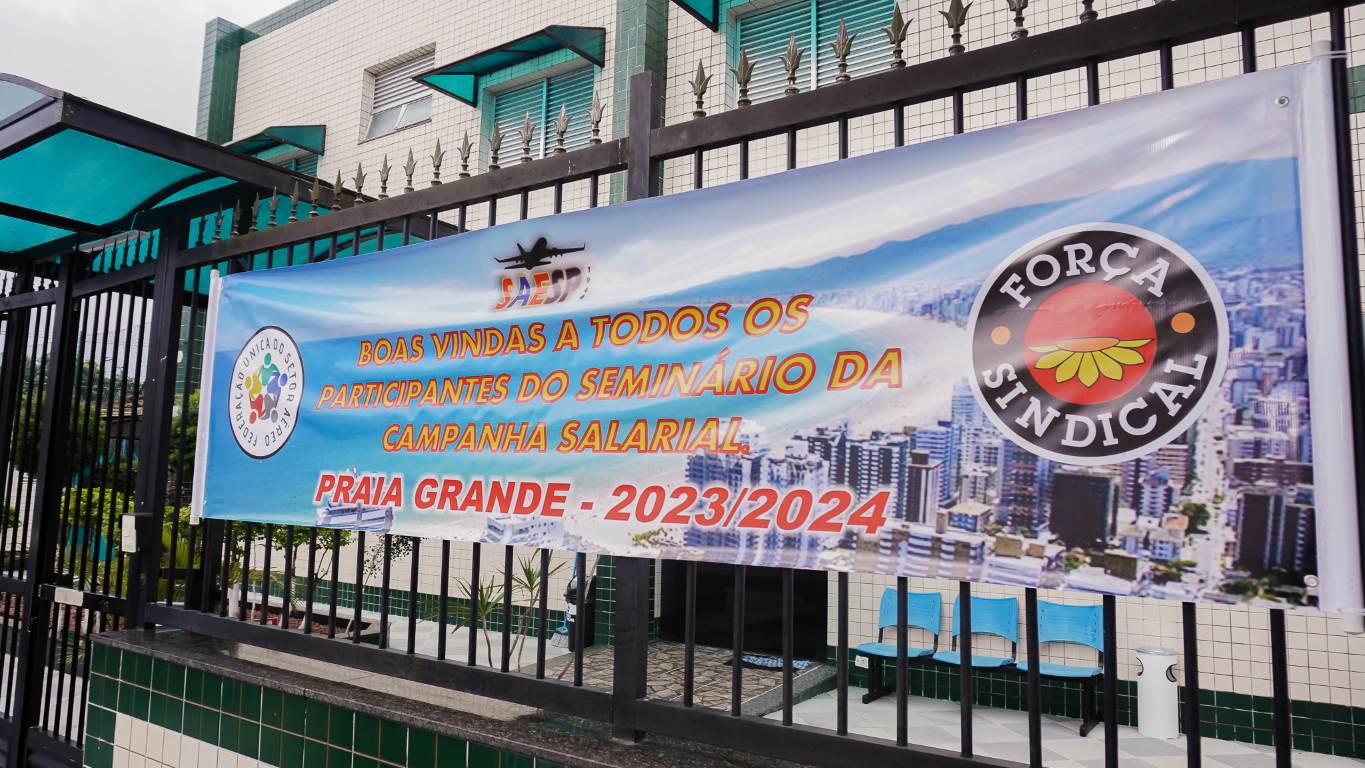 SAESP
BOAS VINDAS A TODOS OS
PARTICIPANTES DO SEMINÁRIO DA
CAMPANHA SALARIAL.
PRAIA GRANDE - 2023/2024
FEDERAÇÃO ÚNICA DO SETOR AÉREO
FORÇA
SINDICAL